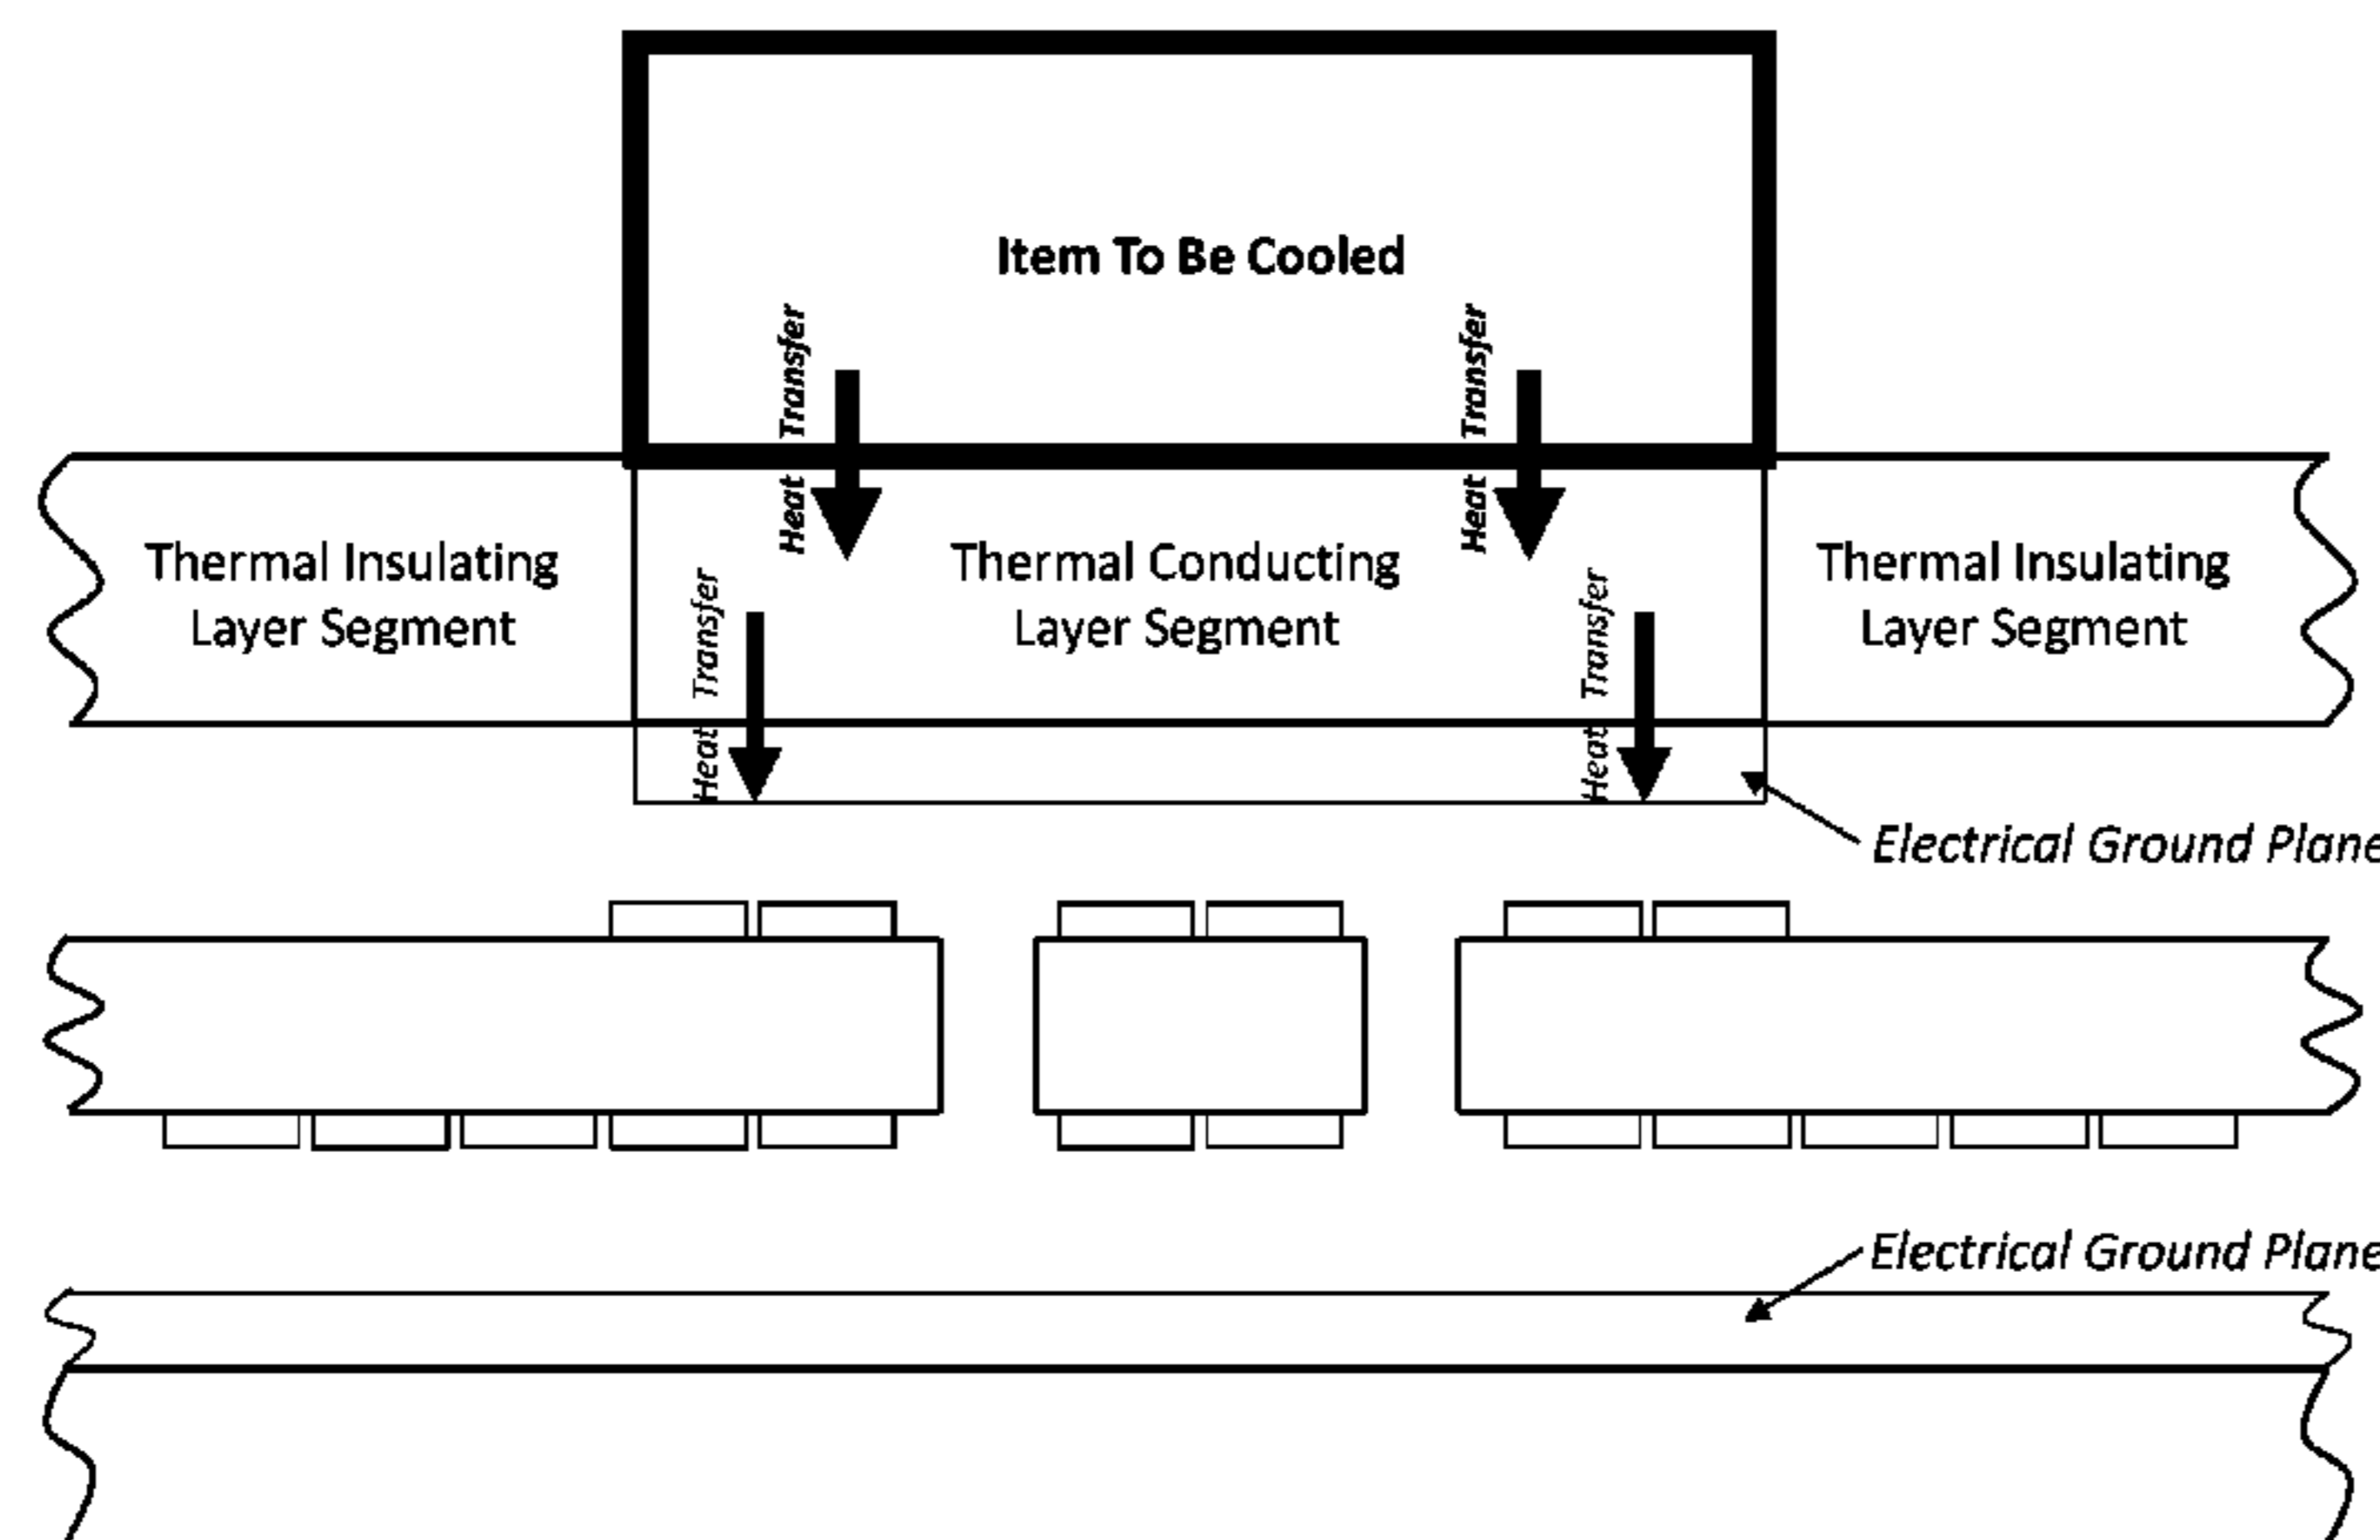 Item To Be Cooled
Heat Transfer
Heat Transfer
Thermal Insulating
Layer Segment
Thermal Conducting
Layer Segment
Thermal Insulating
Layer Segment
Heat Transfer
Heat Transfer
Electrical Ground Plane
Electrical Ground Plane